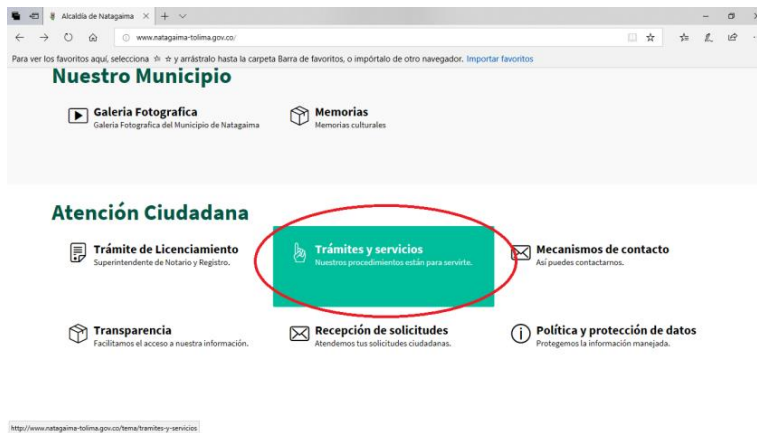 Alcaldía de Natagaima
www.natagaima-tolima.gov.co/
Para ver los favoritos aquí, selecciona y arrástralo hasta la carpeta Barra de favoritos, o impórtalo de otro navegador. Importar favoritos
Nuestro Municipio
Galeria Fotografica
Galeria Fotografica del Municipio de Natagaima
Memorias
Memorias culturales
Atención Ciudadana
Trámite de Licenciamiento
Superintendente de Notario y Registro.
Trámites y servicios
Nuestros procedimientos están para servirte.
Mecanismos de contacto
Así puedes contactarnos.
Transparencia
Facilitamos el acceso a nuestra información.
Recepción de solicitudes
Atendemos tus solicitudes ciudadanas.
Política y protección de datos
Protegemos la información manejada.
http://www.natagaima-tolima.gov.co/tema/tramites-y-servicios